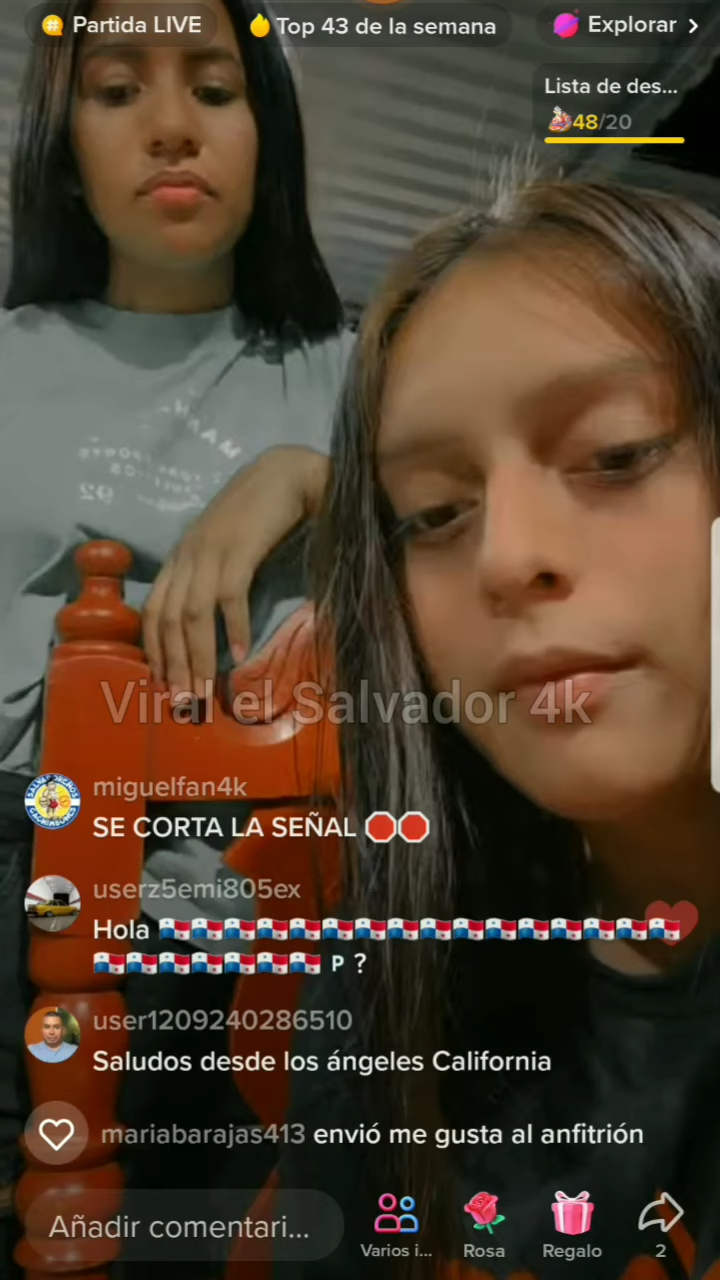 Partida LIVE
Top 43 de la semana
Explorar
Lista de des...
48/20
92
Viral el Salvador 4k
miguelfan4k
SE CORTA LA SEÑAL 🛑🛑
userz5emi805ex
Hola 🇵🇦🇵🇦🇵🇦🇵🇦🇵🇦🇵🇦🇵🇦🇵🇦🇵🇦🇵🇦🇵🇦🇵🇦🇵🇦🇵🇦🇵🇦🇵🇦
🇵🇦🇵🇦🇵🇦🇵🇦🇵🇦🇵🇦🇵🇦 P ?
user1209240286510
Saludos desde los ángeles California
mariabarajas413 envió me gusta al anfitrión
Añadir comentari...
Varios i...
Rosa
Regalo
2